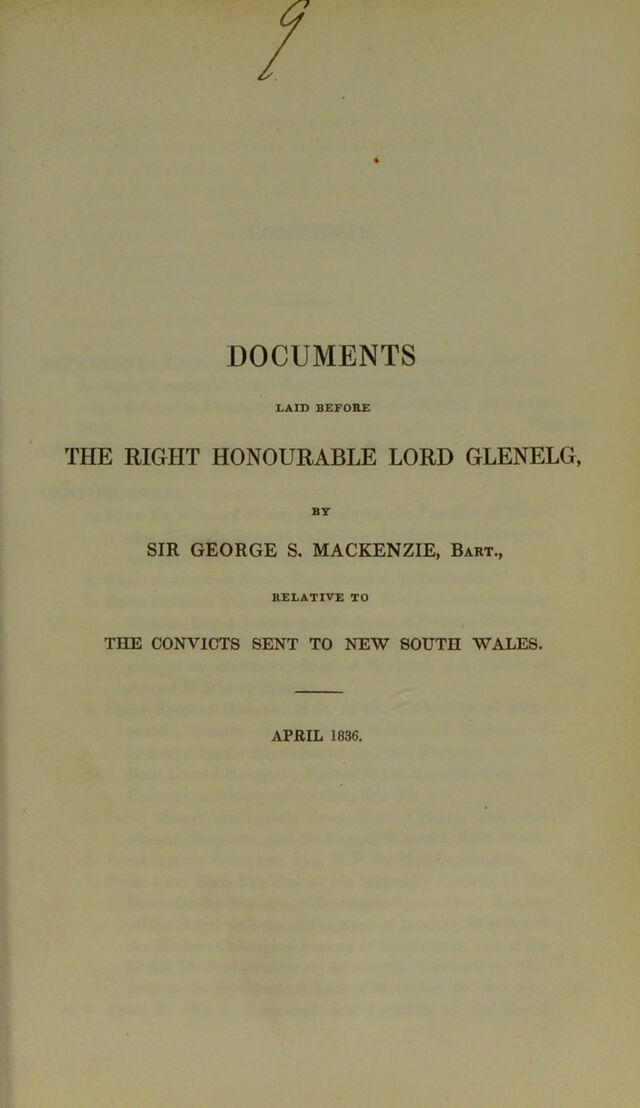 9
DOCUMENTS
LAID BEFORE
THE RIGHT HONOURABLE LORD GLENELG,
BY
SIR GEORGE S. MACKENZIE, BART.,
RELATIVE TO
THE CONVICTS SENT TO NEW SOUTH WALES.
APRIL 1836.